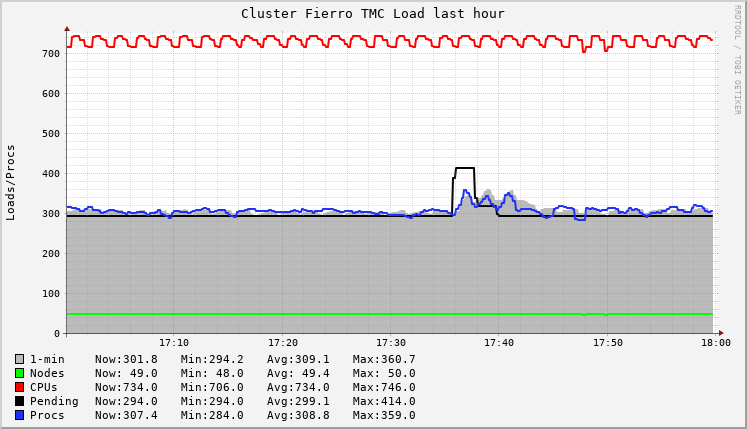 Cluster Fierro TMC Load last hour
RRDTOOL / TOBI OETIKER
Loads/Procs
700
600
500
400
300
200
100
0
17:10 17:20 17:30 17:40 17:50 18:00
1-min Now:301.8 Min:294.2 Avg:309.1 Max:360.7
Nodes Now: 49.0 Min: 48.0 Avg: 49.4 Max: 50.0
CPUs Now:734.0 Min:706.0 Avg:734.0 Max:746.0
Pending Now:294.0 Min:294.0 Avg:299.1 Max:414.0
Procs Now:307.4 Min:284.0 Avg:308.8 Max:359.0